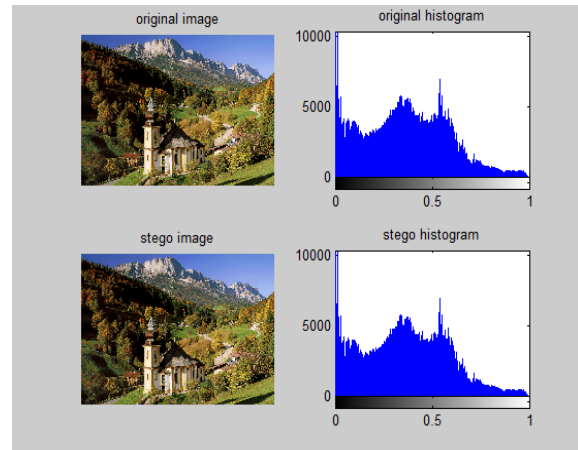 original image
original histogram
10000
5000
0
0 0.5 1
stego image
stego histogram
10000
5000
0
0 0.5 1